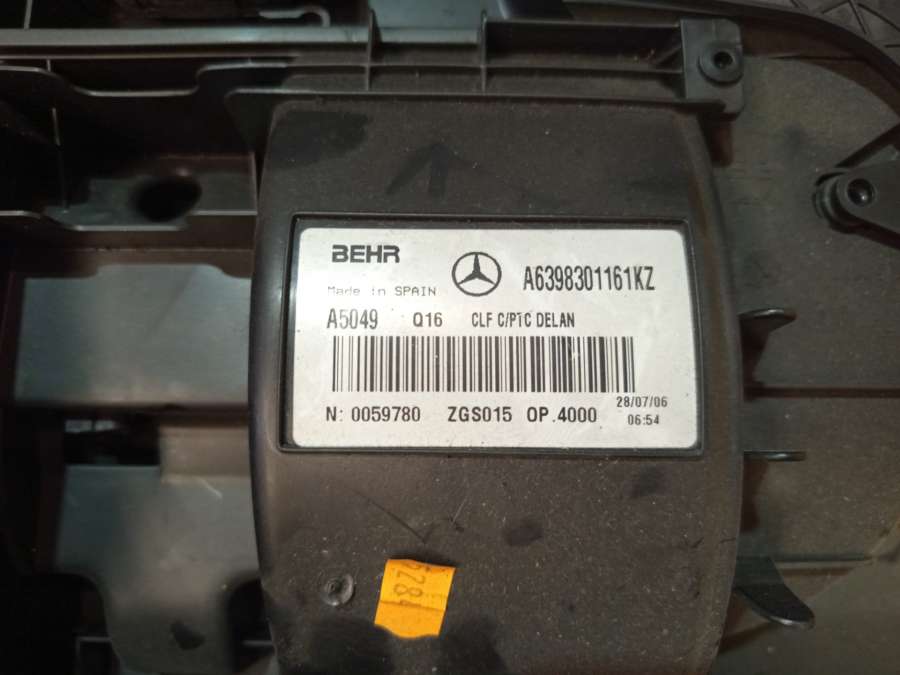 BEHR
A6398301161KZ
Made in SPAIN
A5049 Q16 CLF C/PTC DELAN
28/07/06
N: 0059780 ZGS015 OP.4000
06:54